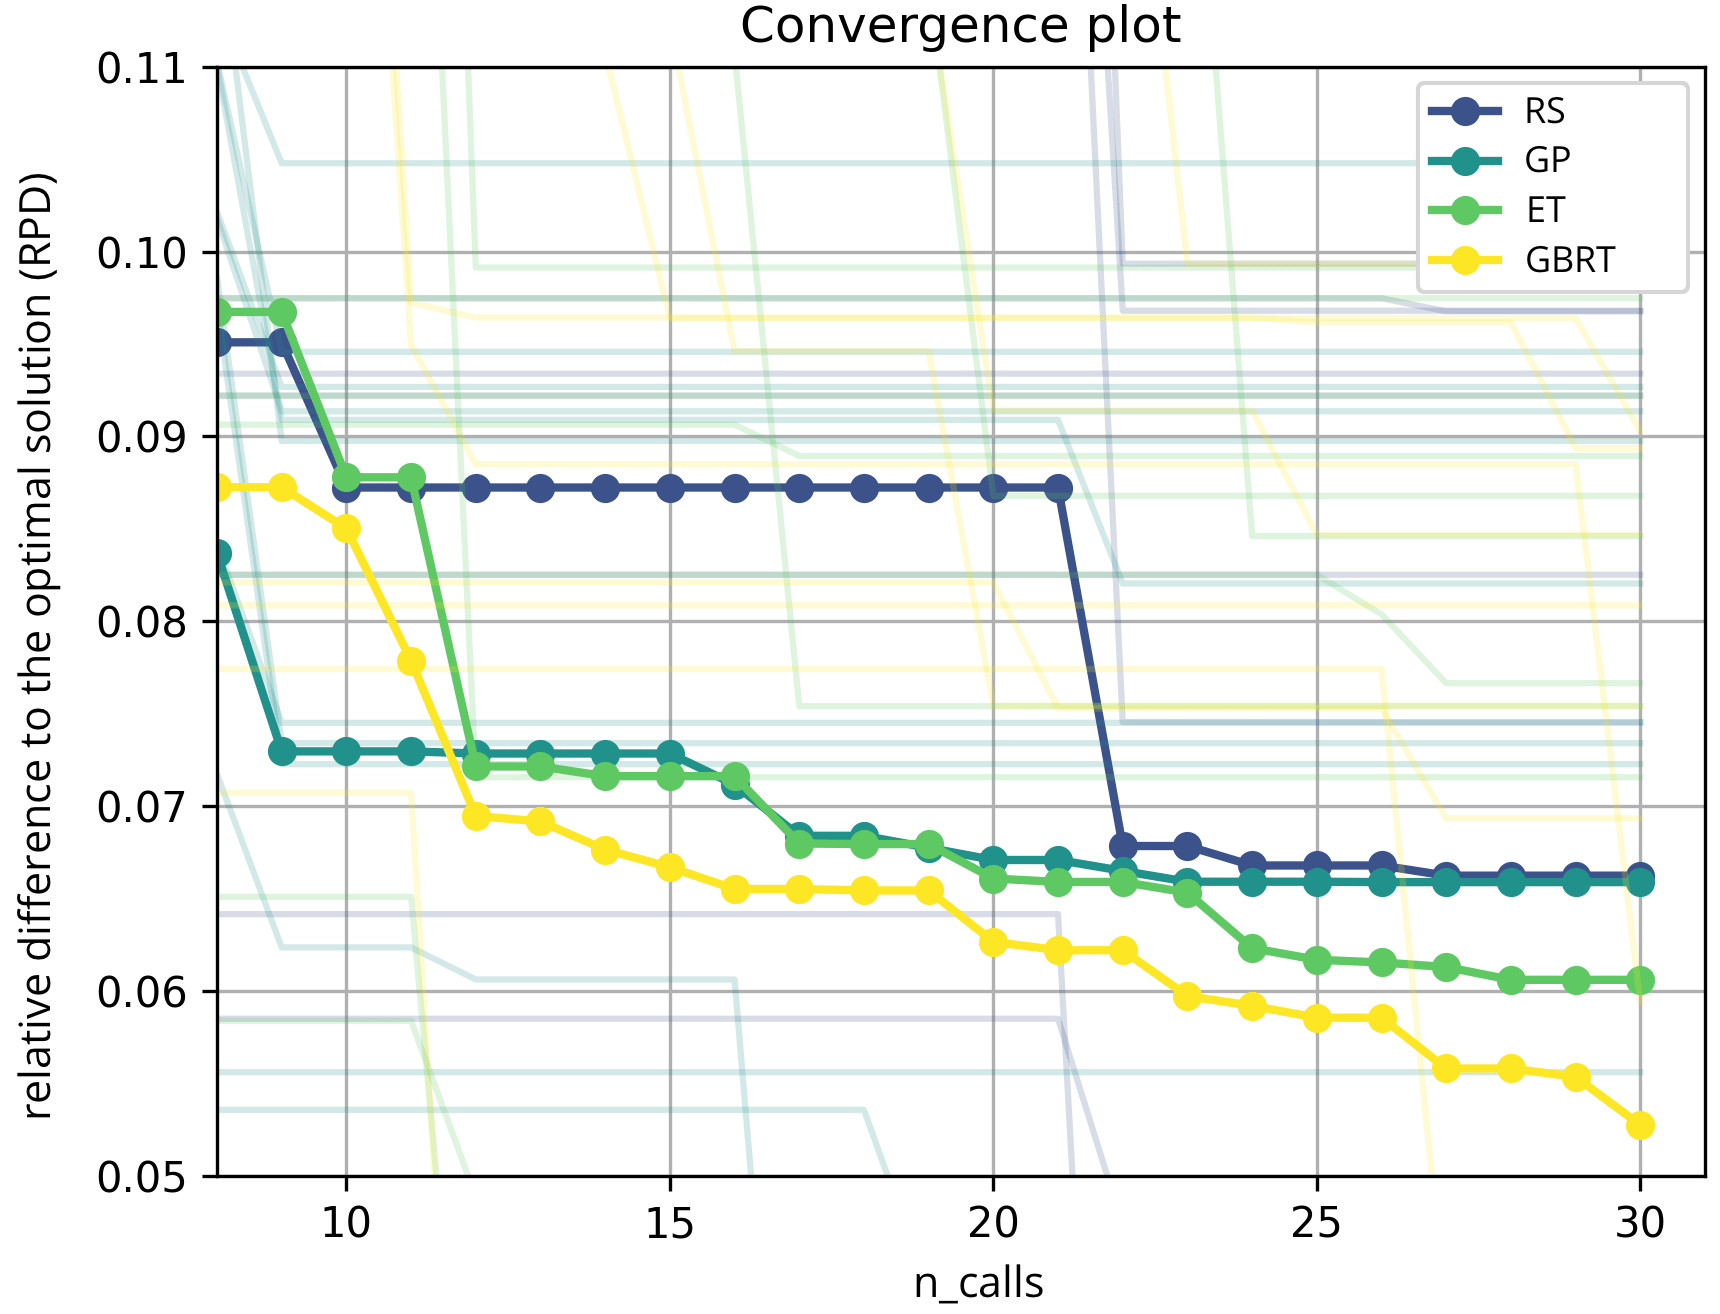 Convergence plot
relative difference to the optimal solution (RPD)
0.11
0.10
0.09
0.08
0.07
0.06
0.05
RS
GP
ET
GBRT
10 15 20 25 30
n_calls